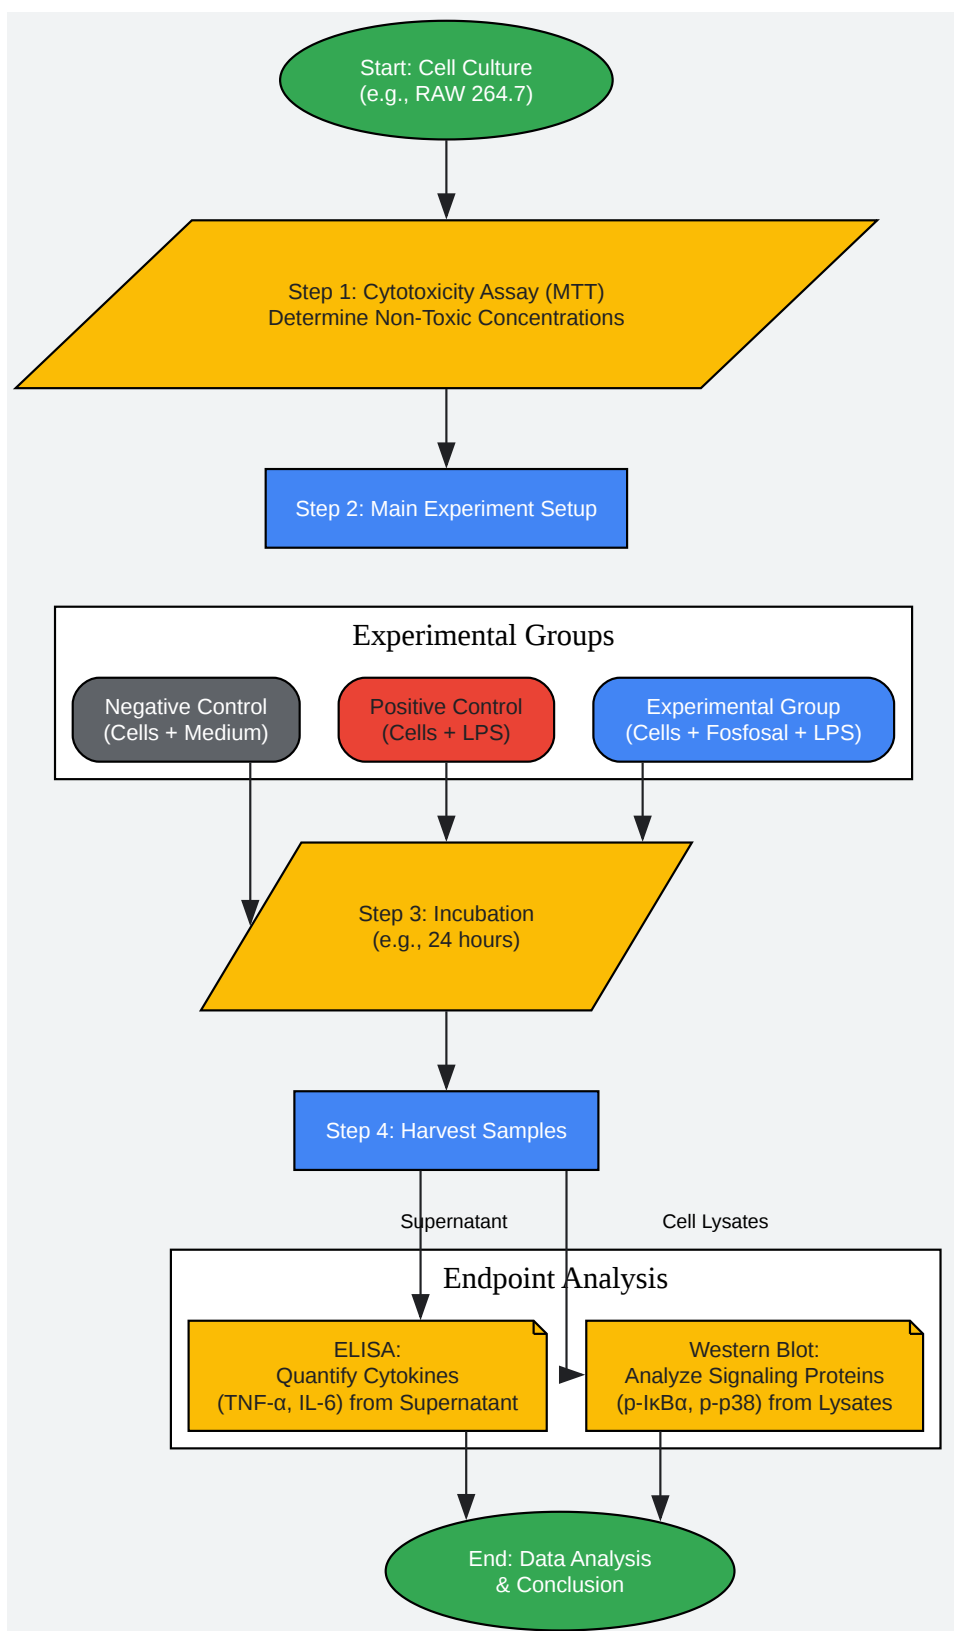 Start: Cell Culture
(e.g., RAW 264.7)
Step 1: Cytotoxicity Assay (MTT)
Determine Non-Toxic Concentrations
Step 2: Main Experiment Setup
Experimental Groups
Negative Control
(Cells + Medium)
Positive Control
(Cells + LPS)
Experimental Group
(Cells + Fosfosal + LPS)
Step 3: Incubation
(e.g., 24 hours)
Step 4: Harvest Samples
Supernatant
Cell Lysates
Endpoint Analysis
ELISA:
Quantify Cytokines
(TNF-α, IL-6) from Supernatant
Western Blot:
Analyze Signaling Proteins
(p-IκBα, p-p38) from Lysates
End: Data Analysis
& Conclusion